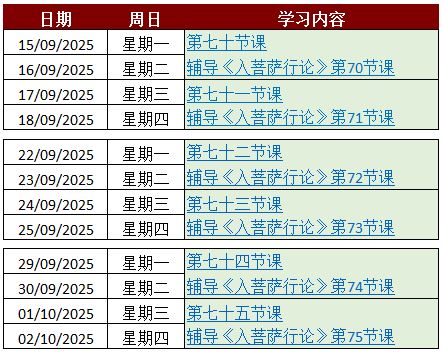 日期 周日 学习内容
15/09/2025 星期一 第七十节课
16/09/2025 星期二 辅导《入菩萨行论》第70节课
17/09/2025 星期三 第七十一节课
18/09/2025 星期四 辅导《入菩萨行论》第71节课
22/09/2025 星期一 第七十二节课
23/09/2025 星期二 辅导《入菩萨行论》第72节课
24/09/2025 星期三 第七十三节课
25/09/2025 星期四 辅导《入菩萨行论》第73节课
29/09/2025 星期一 第七十四节课
30/09/2025 星期二 辅导《入菩萨行论》第74节课
01/10/2025 星期三 第七十五节课
02/10/2025 星期四 辅导《入菩萨行论》第75节课